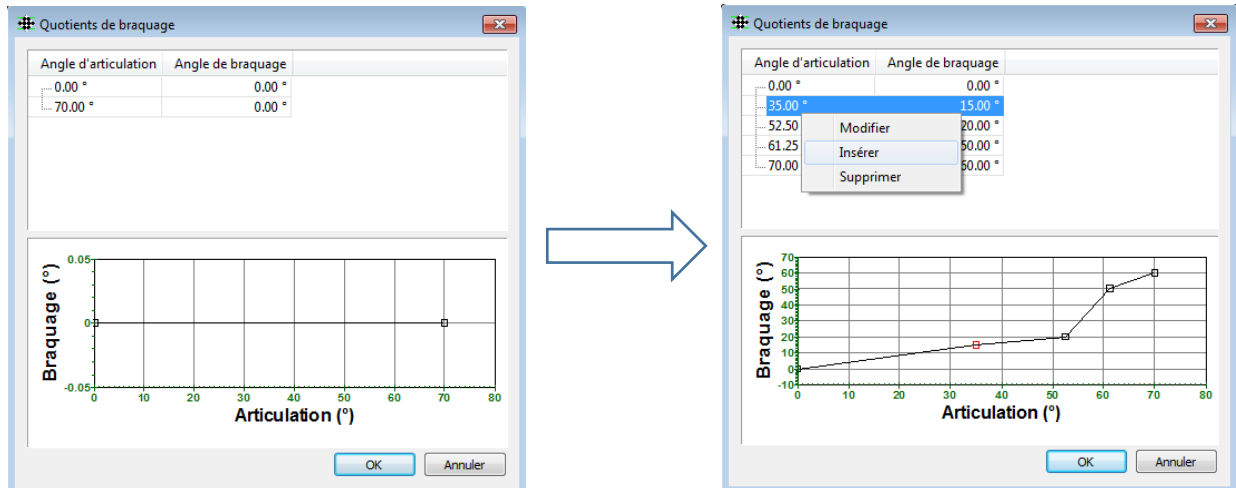 Quotients de braquage
Angle d'articulation Angle de braquage
0.00 ° 0.00 °
70.00 ° 0.00 °
0.05
0
-0.05
Braquage (°)
0 10 20 30 40 50 60 70 80
Articulation (°)
OK Annuler
Quotients de braquage
Angle d'articulation Angle de braquage
0.00 ° 0.00 °
35.00 ° 15.00 °
52.50 20.00 °
61.25 50.00 °
70.00 60.00 °
Modifier
Insérer
Supprimer
70
60
50
40
30
20
10
0
-10
Braquage (°)
0 10 20 30 40 50 60 70 80
Articulation (°)
OK Annuler